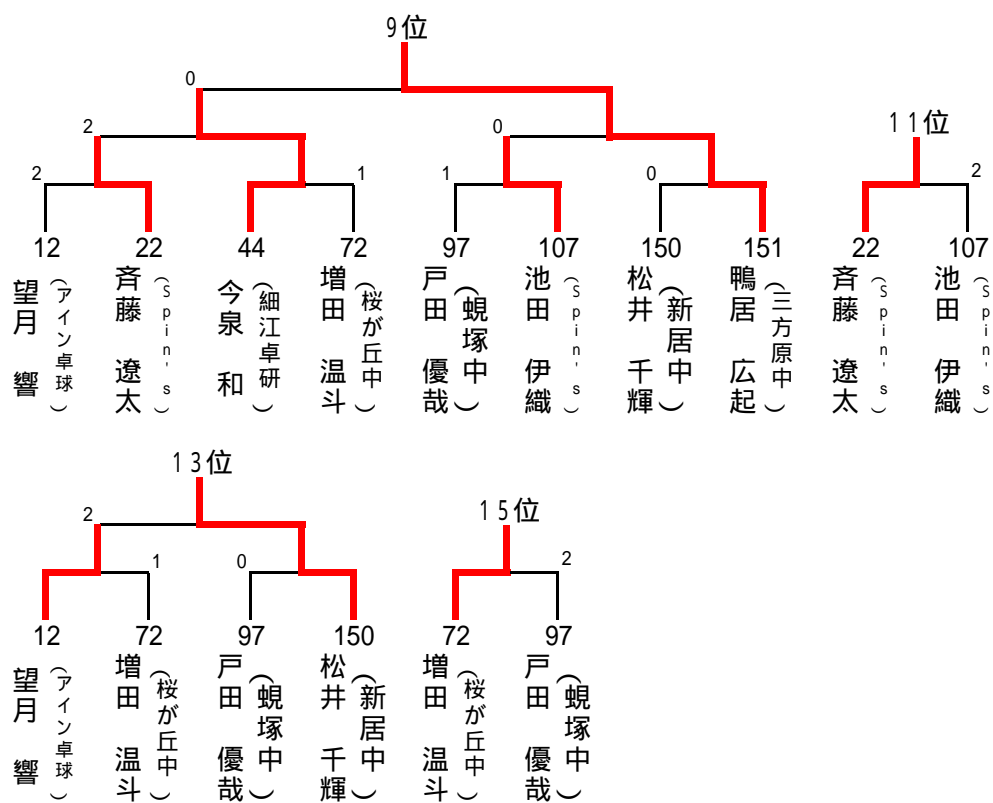 9位
0
2
0
11位
2
1
1
0
2
12
22
44
72
97
107
150
151
22
107
望月 響
(アイン卓球)
斉藤 遼太
(Spin's)
今泉 和
(細江卓研)
増田 温斗
(桜が丘中)
戸田 優哉
(蜆塚中)
池田 伊織
(Spin's)
松井 千輝
(新居中)
鴨居 広起
(三方原中)
斉藤 遼太
(Spin's)
池田 伊織
(Spin's)
13位
2
15位
1
0
2
12
72
97
150
72
97
望月 響
(アイン卓球)
増田 温斗
(桜が丘中)
戸田 優哉
(蜆塚中)
松井 千輝
(新居中)
増田 温斗
(桜が丘中)
戸田 優哉
(蜆塚中)